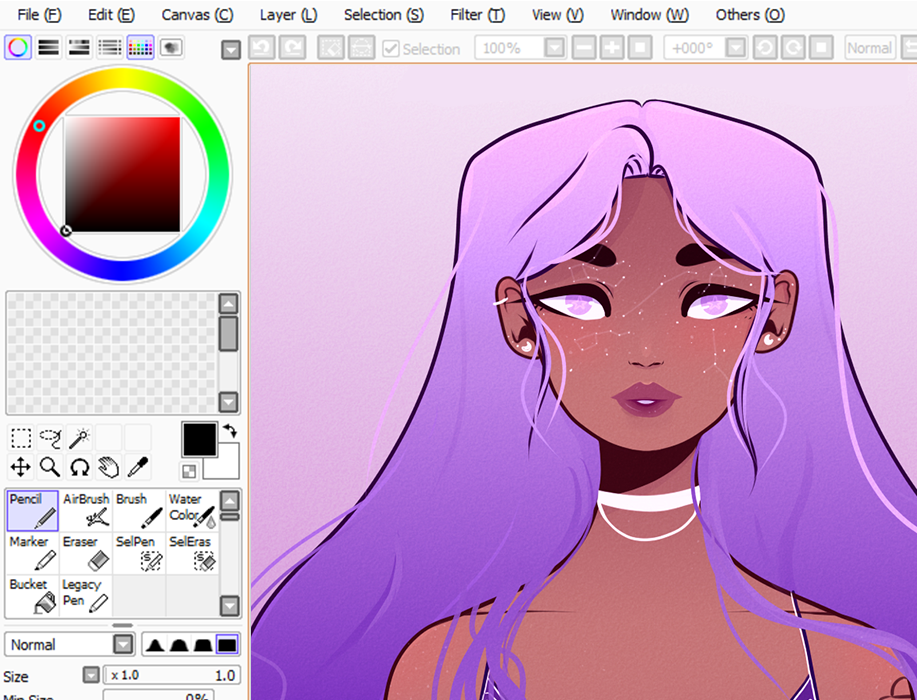 File (F) Edit (E) Canvas (C) Layer (L) Selection (S) Filter (T) View (V) Window (W) Others (O)
Selection 100% +000° Normal
Pencil AirBrush Brush Water Color
Marker Eraser SelPen SelEras
Bucket Legacy Pen
Normal
Size x 1.0 1.0
Min Size 0%